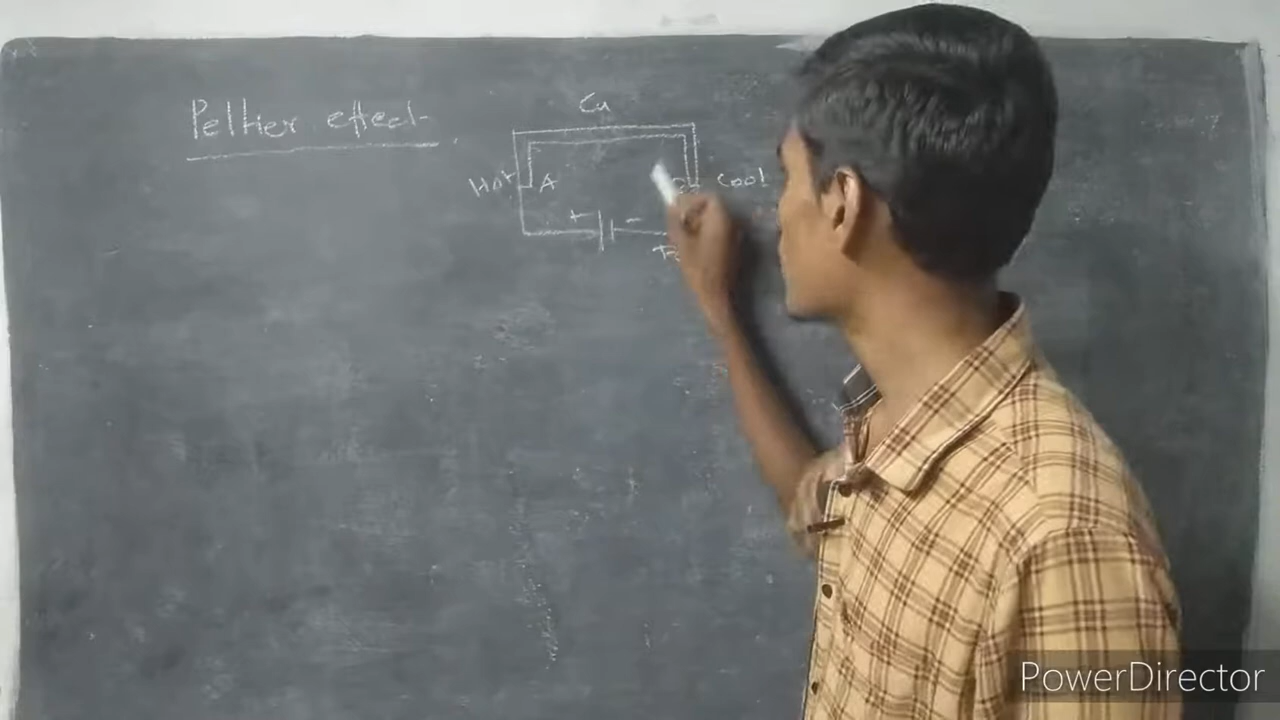 Peltier effect
Cu
Hot A
Cool
+ -
PowerDirector